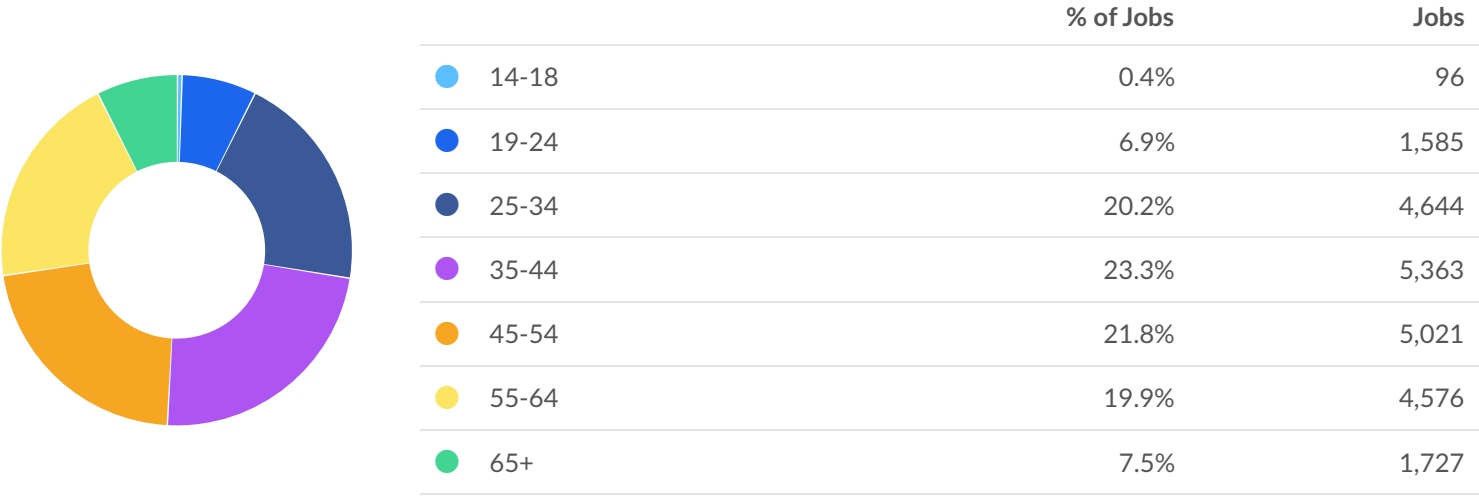 % of Jobs Jobs
14-18 0.4% 96
19-24 6.9% 1,585
25-34 20.2% 4,644
35-44 23.3% 5,363
45-54 21.8% 5,021
55-64 19.9% 4,576
65+ 7.5% 1,727